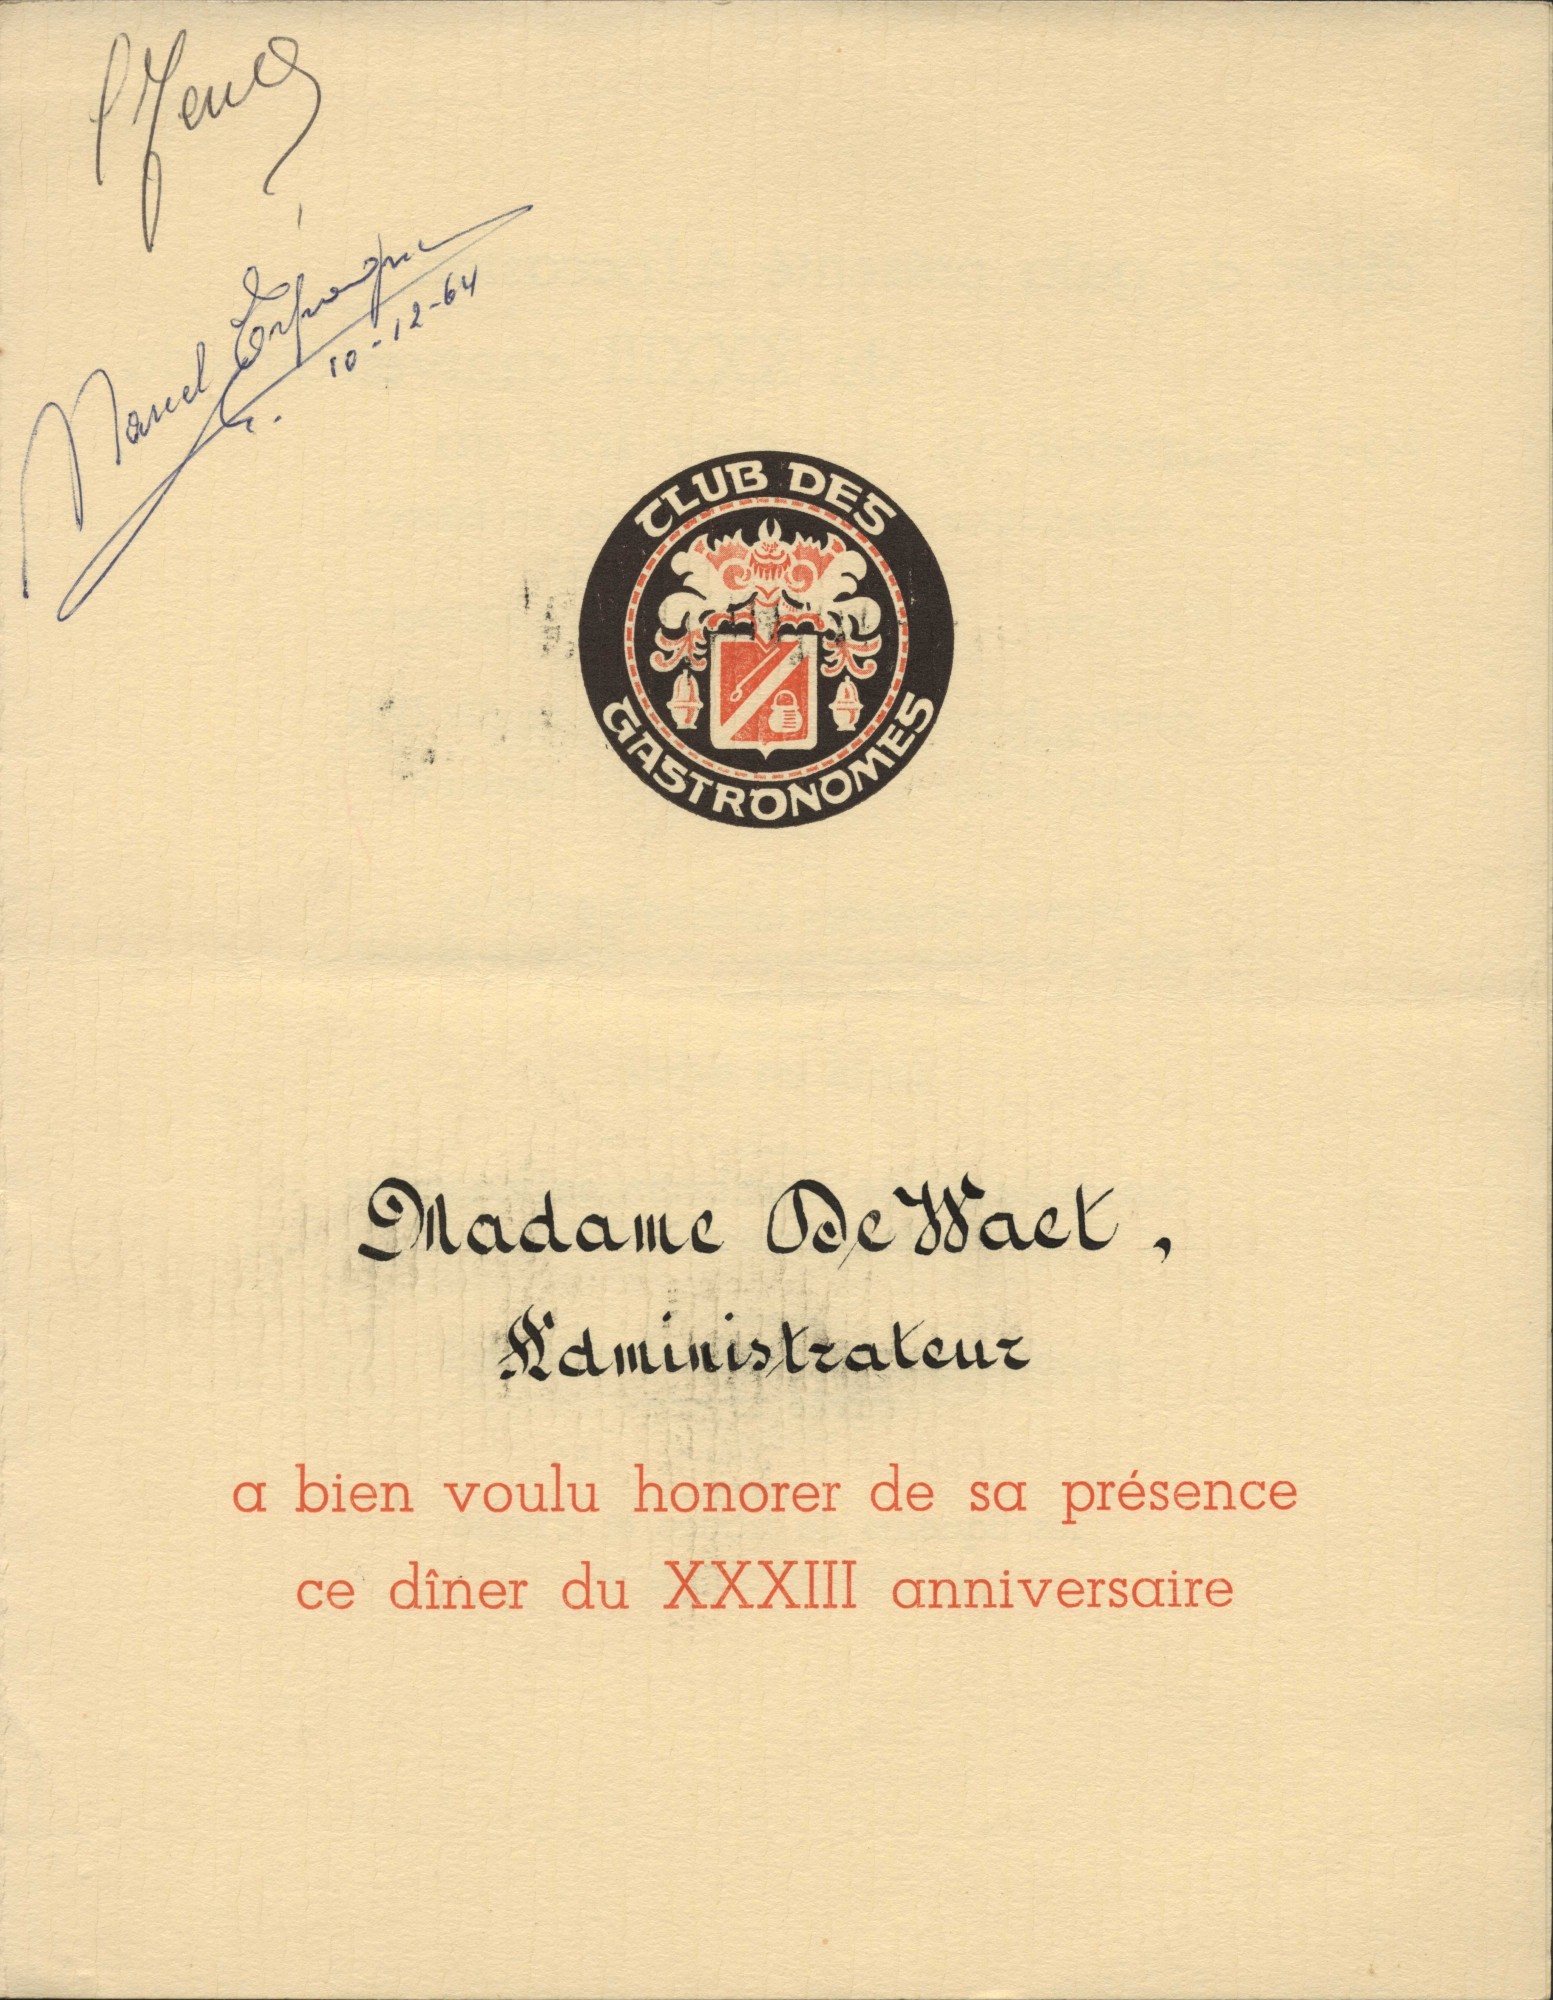 Marcel
10-12-64
CLUB DES
GASTRONOMES
Madame De Waet,
Administrateur
a bien voulu honorer de sa présence
ce dîner du XXXIII anniversaire